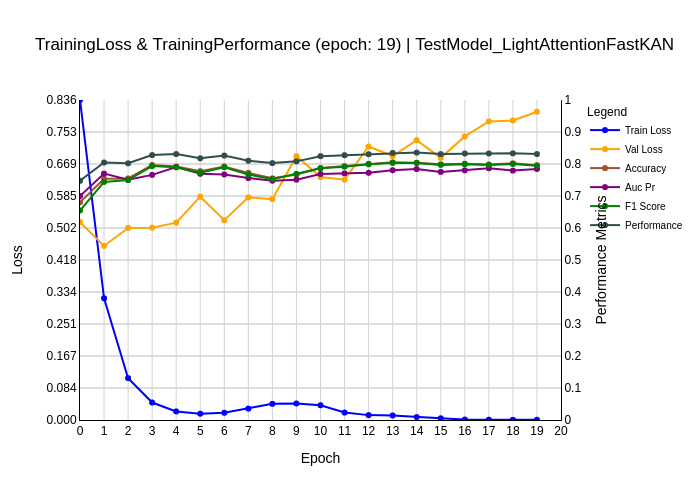 TrainingLoss & TrainingPerformance (epoch: 19) | TestModel_LightAttentionFastKAN
0.836
0.753
0.669
0.585
0.502
0.418
0.334
0.251
0.167
0.084
0.000
Loss
0 1 2 3 4 5 6 7 8 9 10 11 12 13 14 15 16 17 18 19 20
Epoch
1
0.9
0.8
0.7
0.6
0.5
0.4
0.3
0.2
0.1
0
Performance Metrics
Legend
Train Loss
Val Loss
Accuracy
Auc Pr
F1 Score
Performance